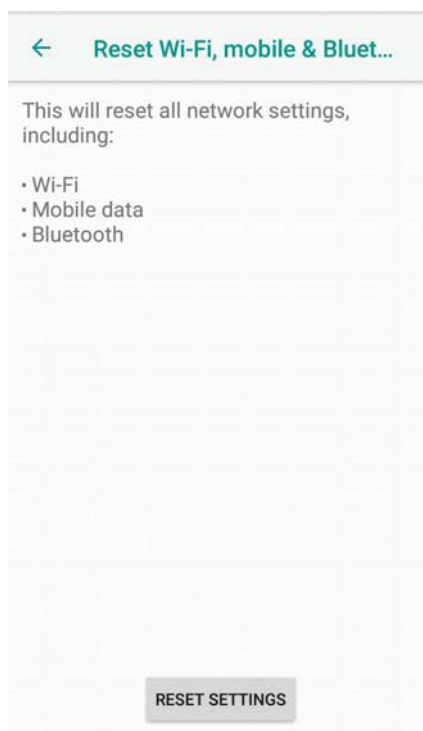 Reset Wi-Fi, mobile & Bluet...
This will reset all network settings,
including:
• Wi-Fi
• Mobile data
• Bluetooth
RESET SETTINGS